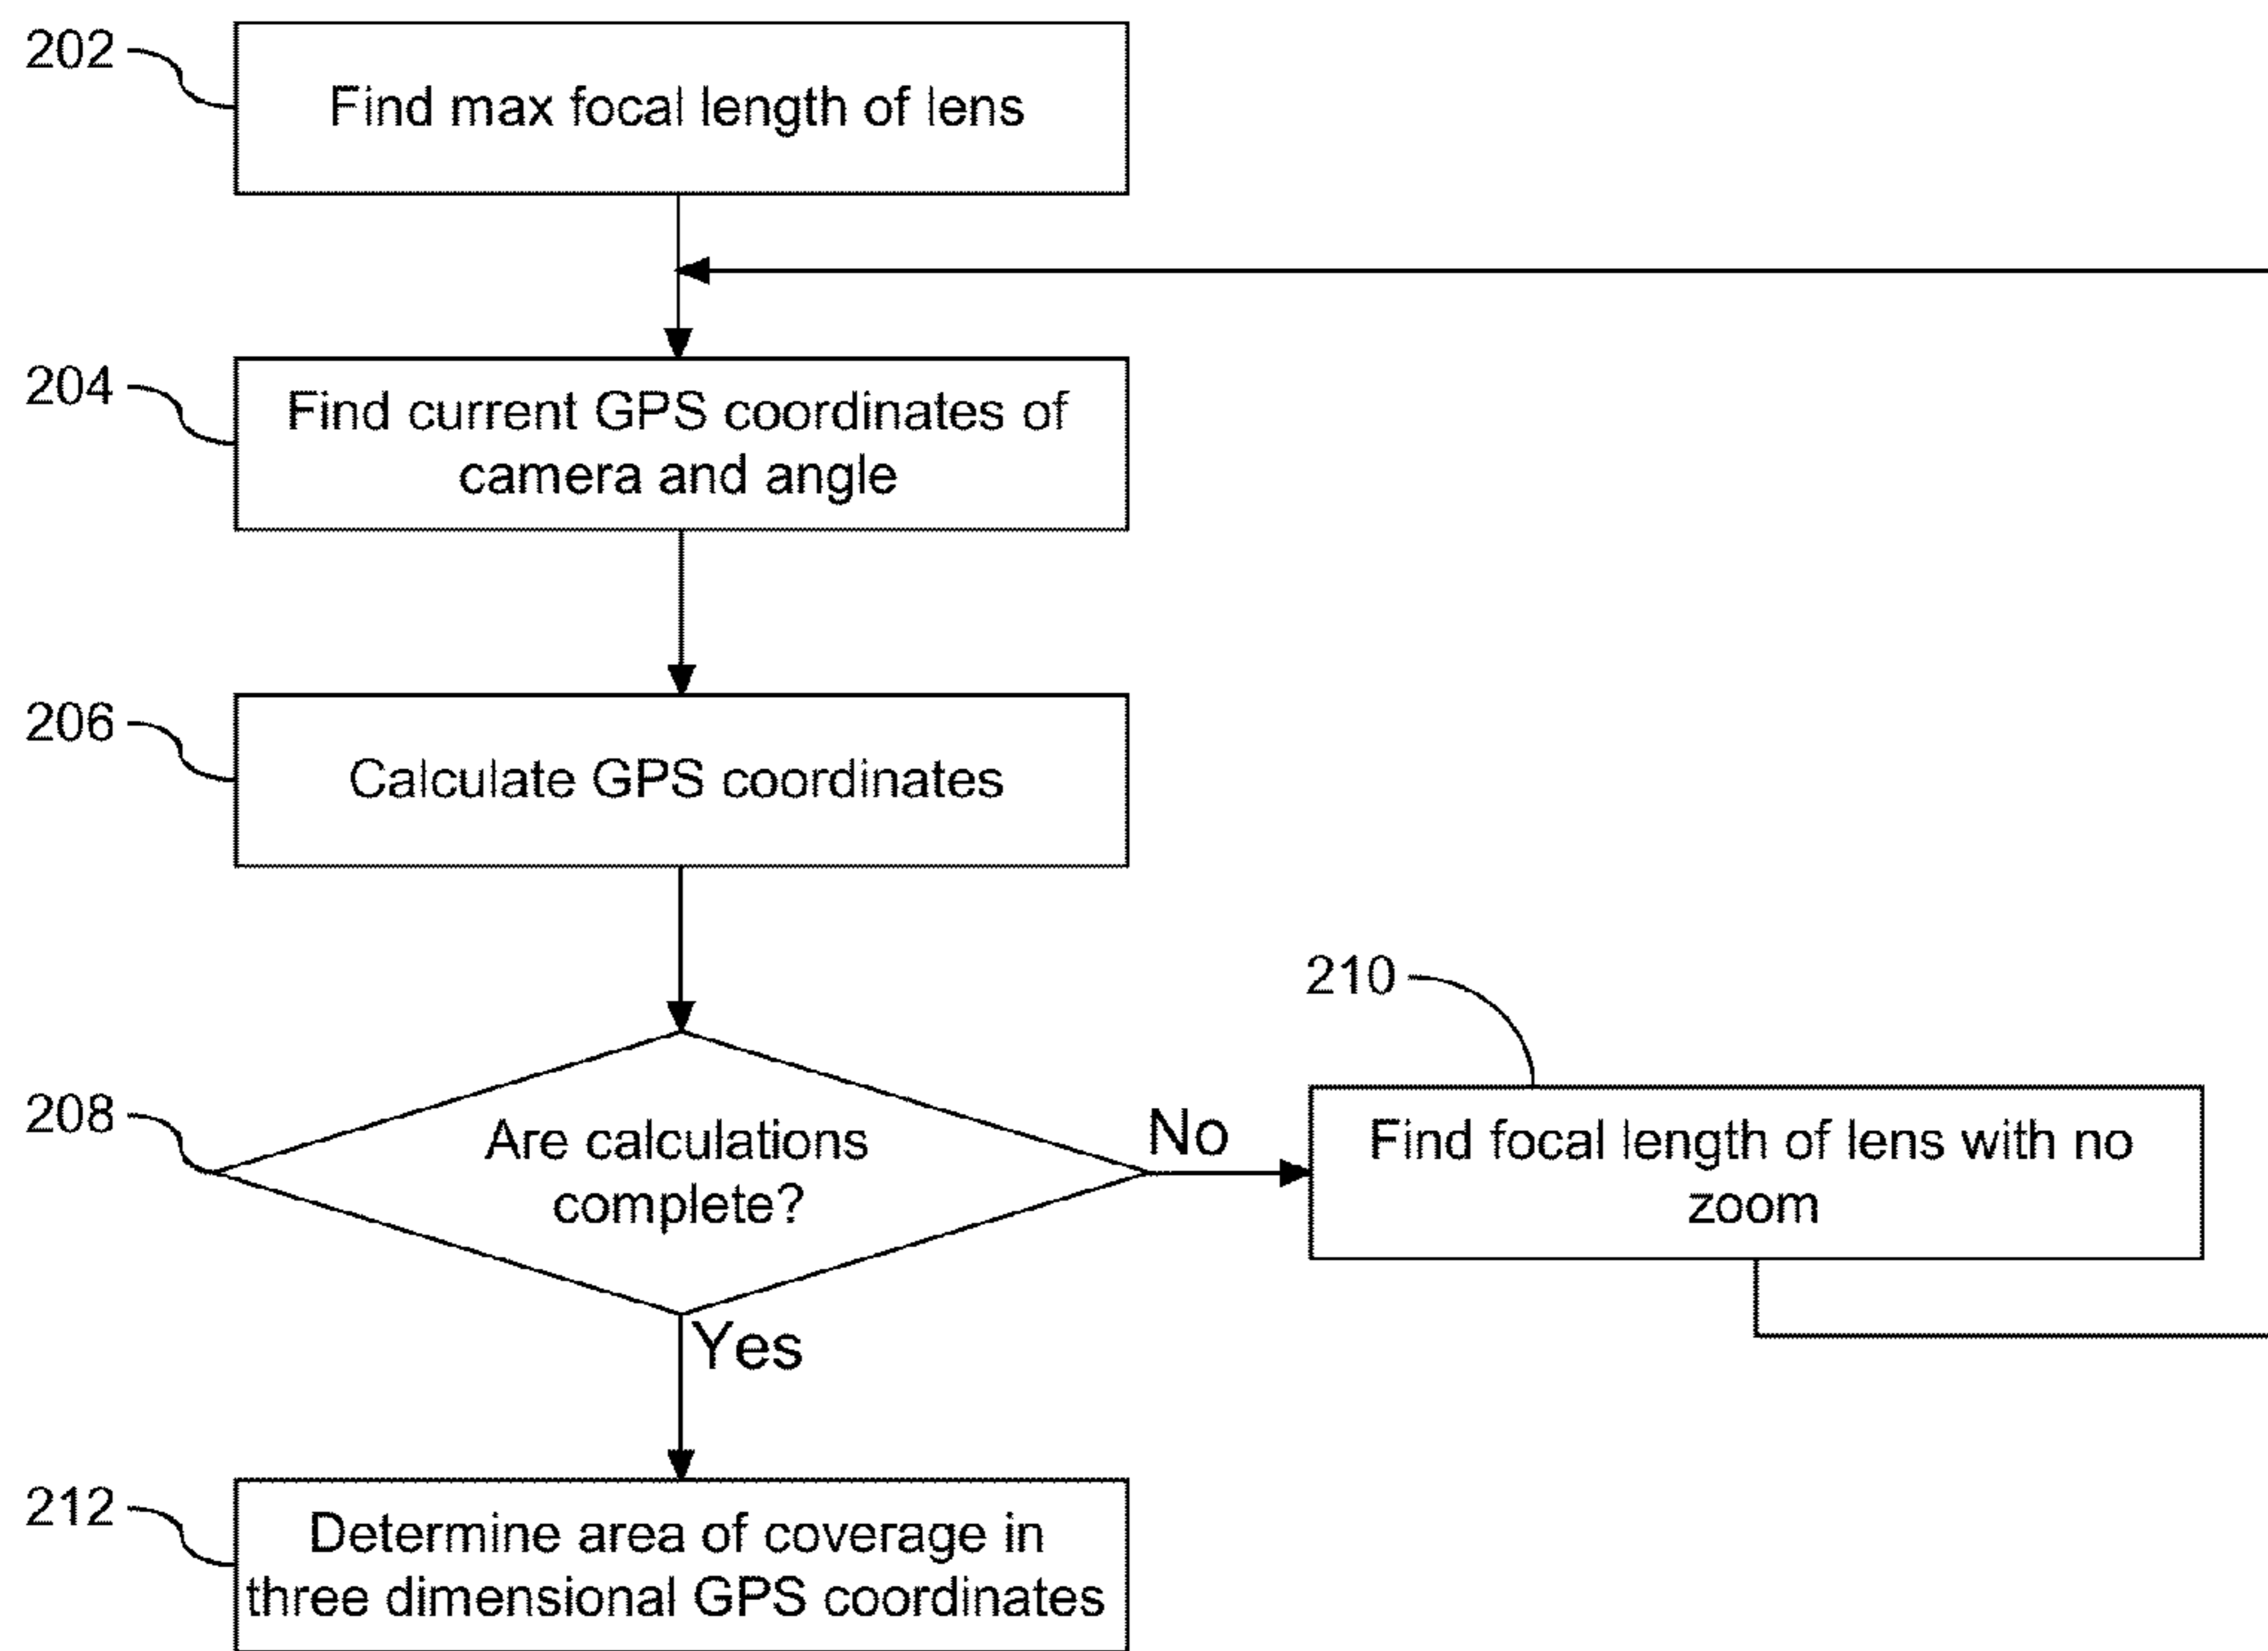 202
Find max focal length of lens
204
Find current GPS coordinates of
camera and angle
206
Calculate GPS coordinates
210
208
Are calculations
complete?
No
Find focal length of lens with no
zoom
Yes
212
Determine area of coverage in
three dimensional GPS coordinates